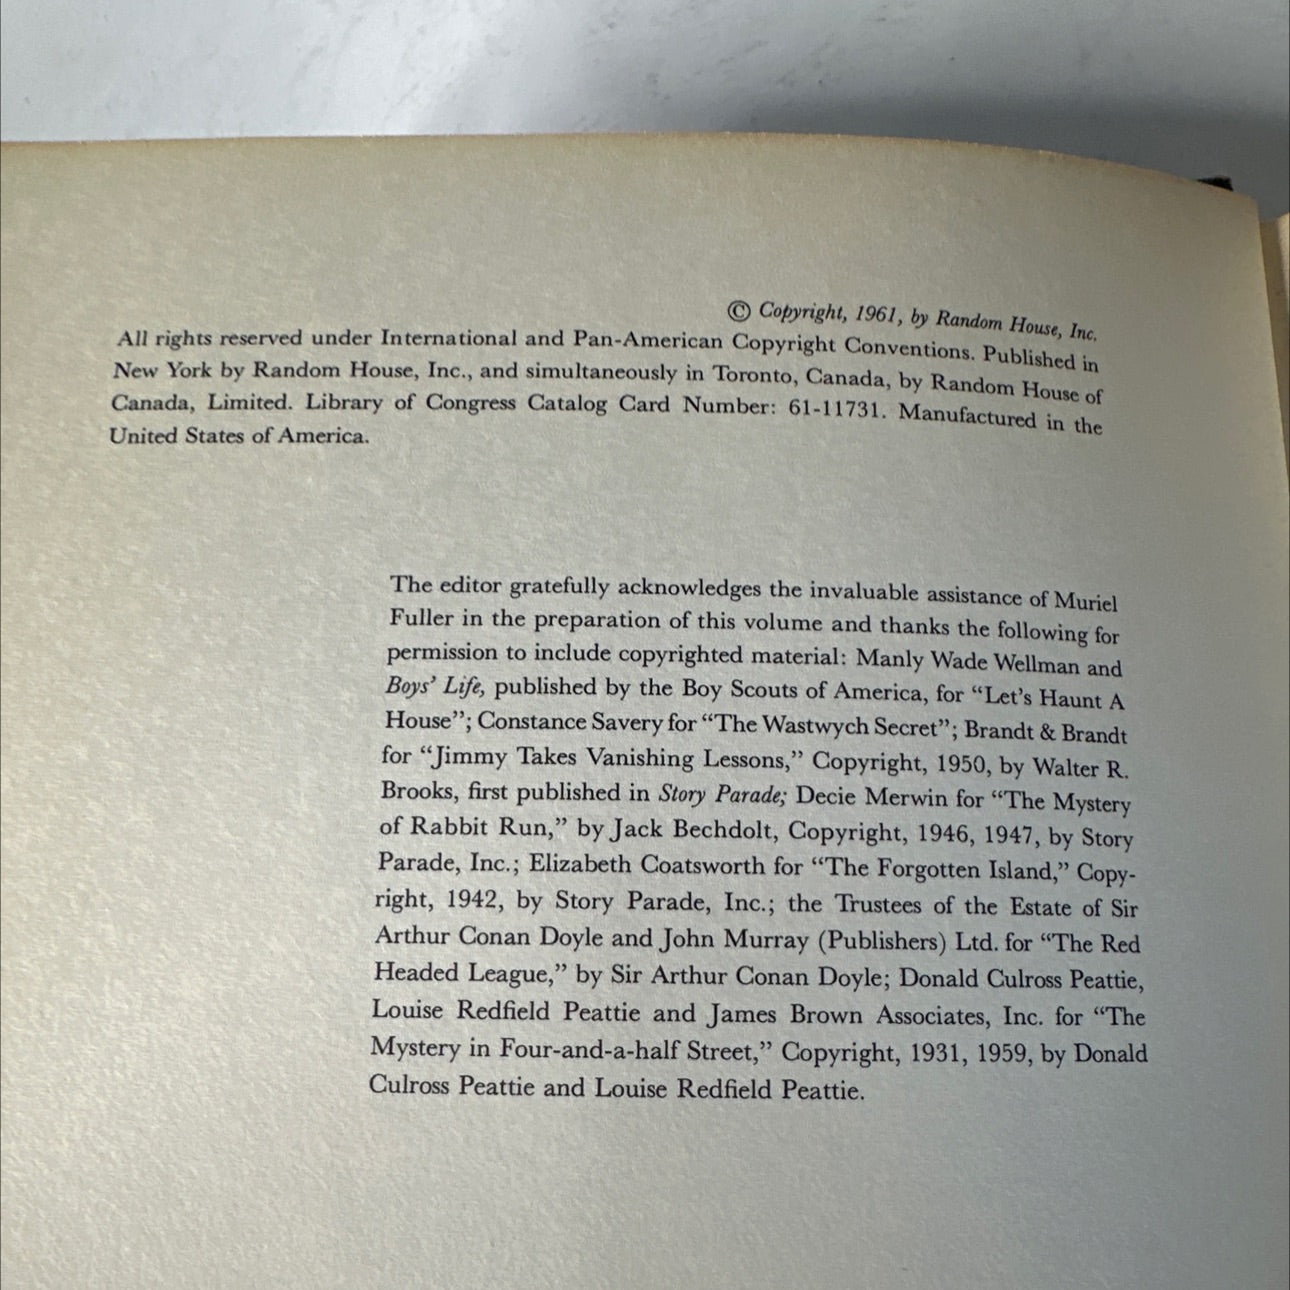 © Copyright, 1961, by Random House, Inc.
All rights reserved under International and Pan-American Copyright Conventions. Published in
New York by Random House, Inc., and simultaneously in Toronto, Canada, by Random House of
Canada, Limited. Library of Congress Catalog Card Number: 61-11731. Manufactured in the
United States of America.
The editor gratefully acknowledges the invaluable assistance of Muriel
Fuller in the preparation of this volume and thanks the following for
permission to include copyrighted material: Manly Wade Wellman and
Boys’ Life, published by the Boy Scouts of America, for “Let’s Haunt A
House”; Constance Savery for “The Wastwych Secret”; Brandt & Brandt
for “Jimmy Takes Vanishing Lessons,” Copyright, 1950, by Walter R.
Brooks, first published in Story Parade; Decie Merwin for “The Mystery
of Rabbit Run,” by Jack Bechdolt, Copyright, 1946, 1947, by Story
Parade, Inc.; Elizabeth Coatsworth for “The Forgotten Island,” Copy-
right, 1942, by Story Parade, Inc.; the Trustees of the Estate of Sir
Arthur Conan Doyle and John Murray (Publishers) Ltd. for “The Red
Headed League,” by Sir Arthur Conan Doyle; Donald Culross Peattie,
Louise Redfield Peattie and James Brown Associates, Inc. for “The
Mystery in Four-and-a-half Street,” Copyright, 1931, 1959, by Donald
Culross Peattie and Louise Redfield Peattie.